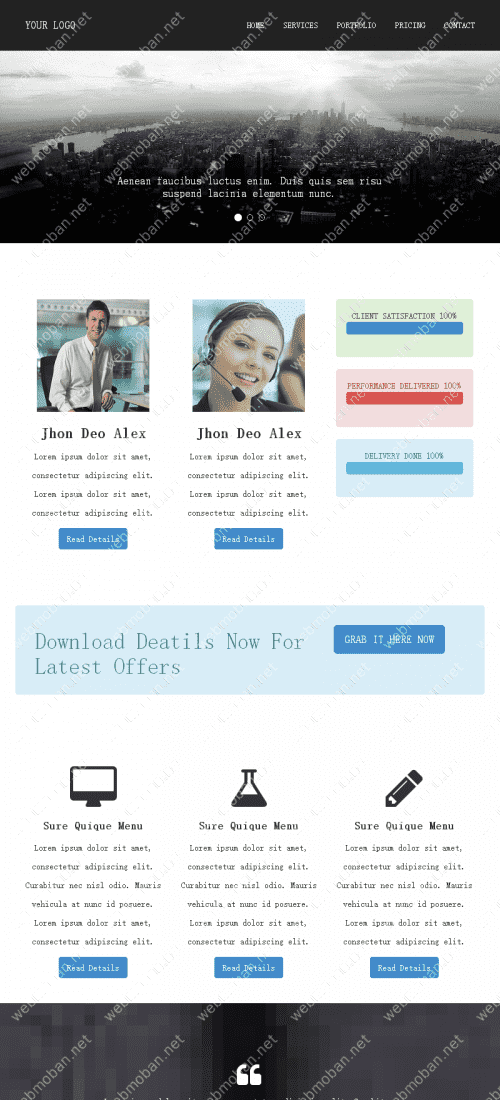 YOUR LOGO
HOME SERVICES PORTFOLIO PRICING CONTACT
Aenean faucibus luctus enim. Duis quis sem risu
suspend lacinia elementum nunc.
Jhon Deo Alex
Lorem ipsum dolor sit amet,
consectetur adipiscing elit.
Lorem ipsum dolor sit amet,
consectetur adipiscing elit.
Read Details
Jhon Deo Alex
Lorem ipsum dolor sit amet,
consectetur adipiscing elit.
Lorem ipsum dolor sit amet,
consectetur adipiscing elit.
Read Details
CLIENT SATISFACTION 100%
PERFORMANCE DELIVERED 100%
DELIVERY DONE 100%
Download Deatils Now For
Latest Offers
GRAB IT HERE NOW
Sure Quique Menu
Lorem ipsum dolor sit amet,
consectetur adipiscing elit.
Curabitur nec nisl odio. Mauris
vehicula at nunc id posuere.
Lorem ipsum dolor sit amet,
consectetur adipiscing elit.
Read Details
Sure Quique Menu
Lorem ipsum dolor sit amet,
consectetur adipiscing elit.
Curabitur nec nisl odio. Mauris
vehicula at nunc id posuere.
Lorem ipsum dolor sit amet,
consectetur adipiscing elit.
Read Details
Sure Quique Menu
Lorem ipsum dolor sit amet,
consectetur adipiscing elit.
Curabitur nec nisl odio. Mauris
vehicula at nunc id posuere.
Lorem ipsum dolor sit amet,
consectetur adipiscing elit.
Read Details
webmoban.net